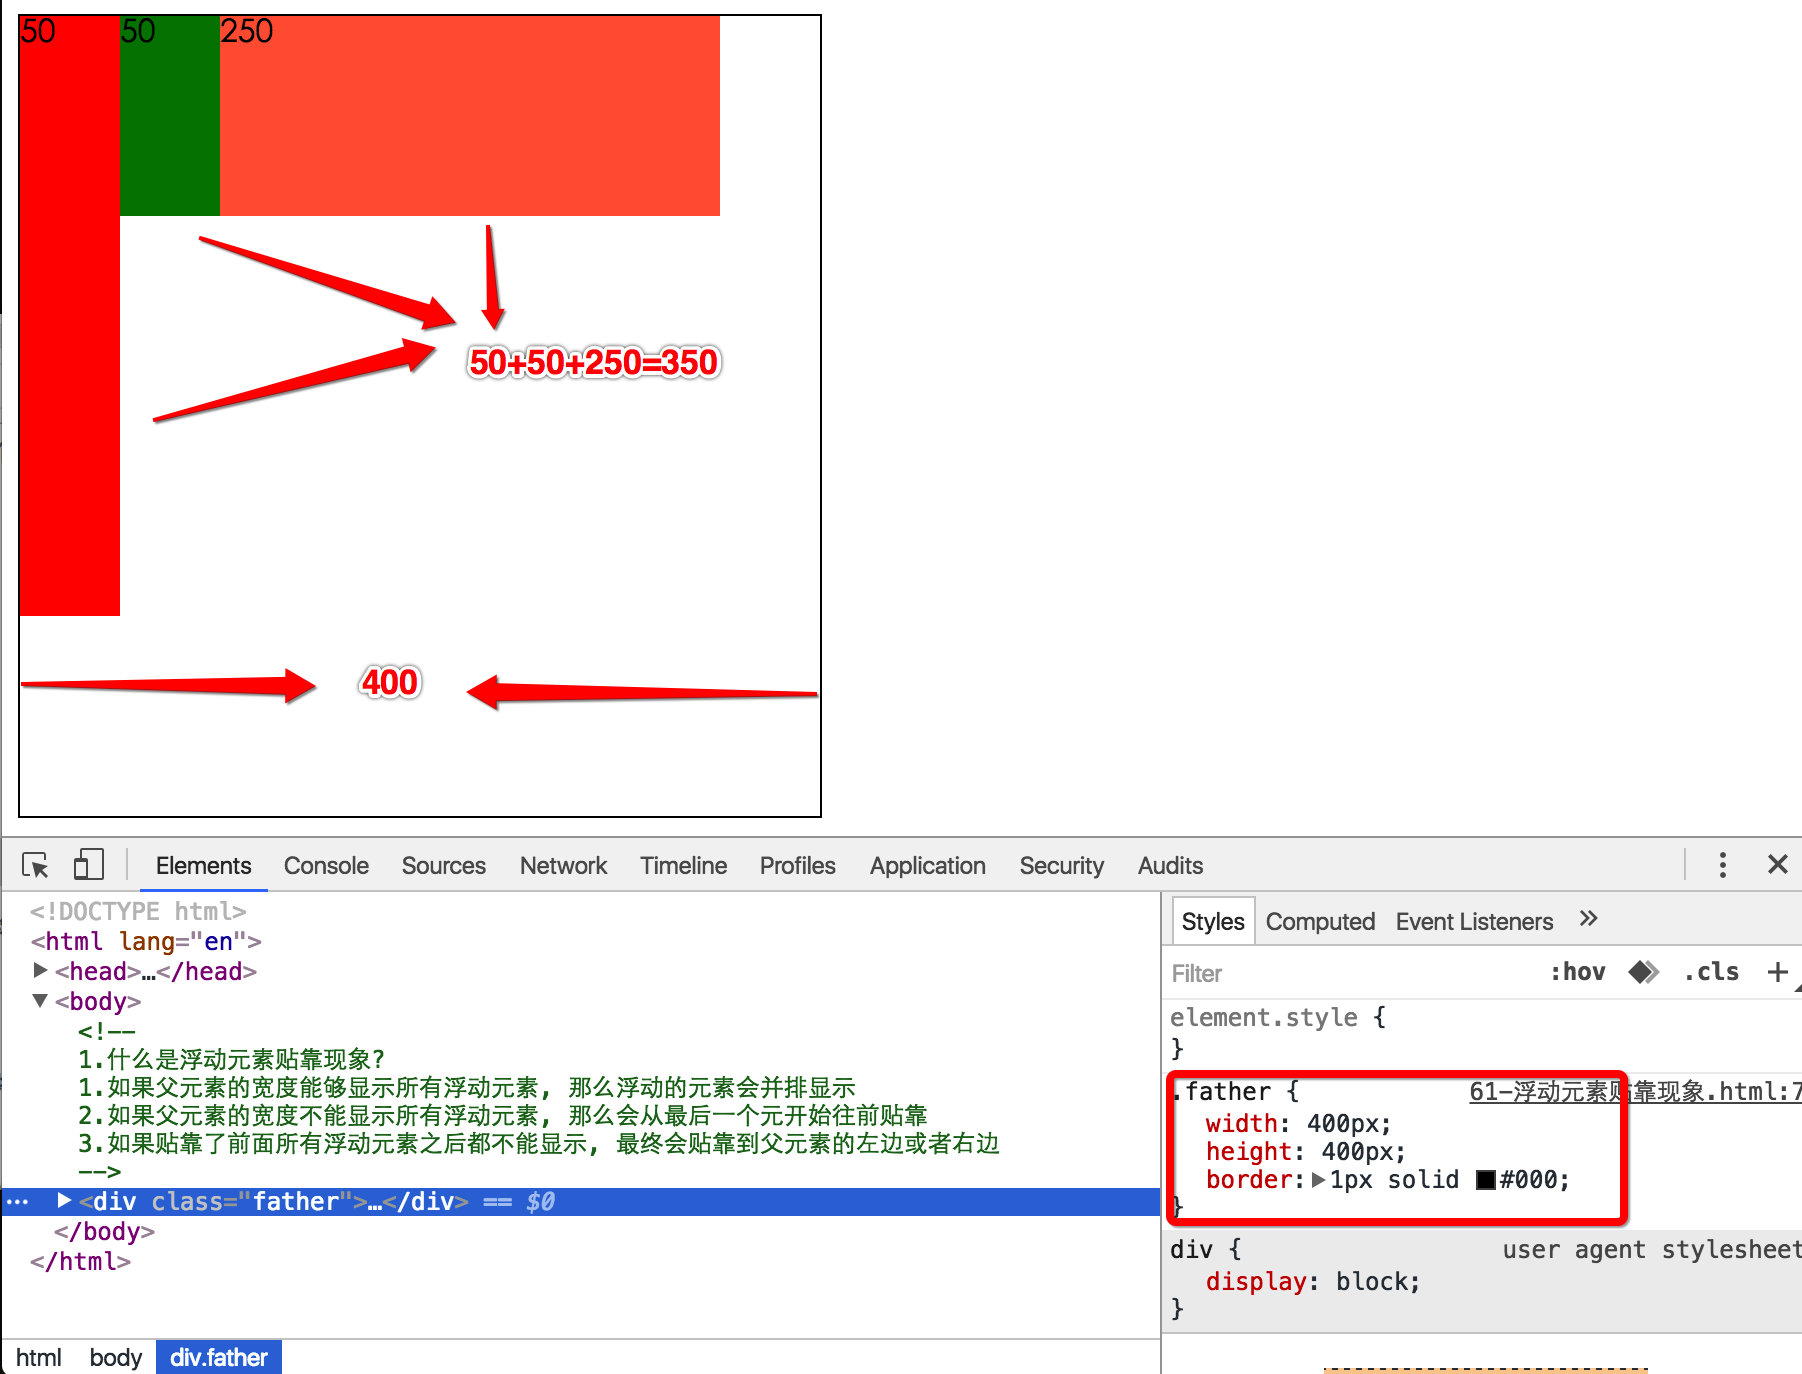 50 50 250
50+50+250=350
400
Elements Console Sources Network Timeline Profiles Application Security Audits
<!DOCTYPE html>
<html lang="en">
<head>…</head>
<body>
<!--
1.什么是浮动元素贴靠现象?
1.如果父元素的宽度能够显示所有浮动元素, 那么浮动的元素会并排显示
2.如果父元素的宽度不能显示所有浮动元素, 那么会从最后一个元开始往前贴靠
3.如果贴靠了前面所有浮动元素之后都不能显示, 最终会贴靠到父元素的左边或者右边
-->
<div class="father">…</div> == $0
</body>
</html>
html body div.father
Styles Computed Event Listeners
Filter :hov .cls +
element.style {
}
.father { 61-浮动元素贴靠现象.html:7
width: 400px;
height: 400px;
border: 1px solid #000;
}
div { user agent stylesheet
display: block;
}